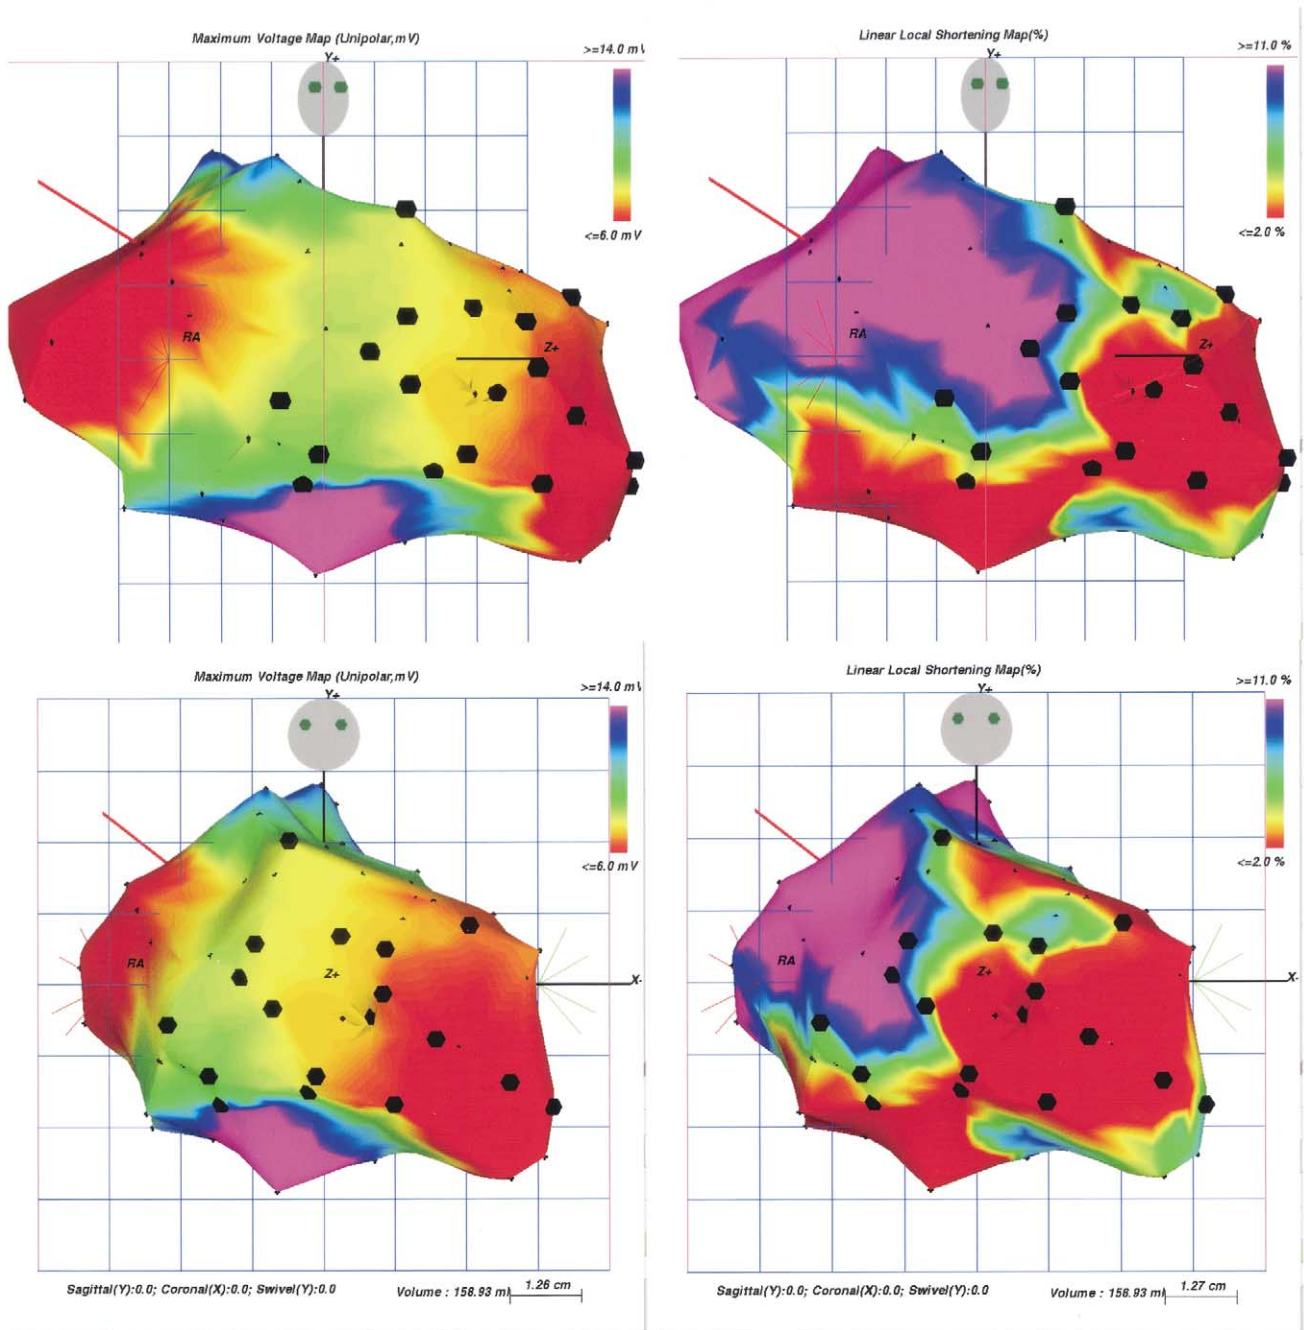 Maximum Voltage Map (Unipolar,mV)
>=14.0 mV
Y+
<=6.0 mV
RA
Z+
Linear Local Shortening Map(%)
>=11.0 %
Y+
<=2.0 %
RA
Z+
Maximum Voltage Map (Unipolar,mV)
>=14.0 mV
Y+
<=6.0 mV
RA
Z+
X-
Sagittal(Y):0.0; Coronal(X):0.0; Swivel(Y):0.0
Volume : 158.93 ml
1.26 cm
Linear Local Shortening Map(%)
>=11.0 %
Y+
<=2.0 %
RA
Z+
X-
Sagittal(Y):0.0; Coronal(X):0.0; Swivel(Y):0.0
Volume : 158.93 ml
1.27 cm